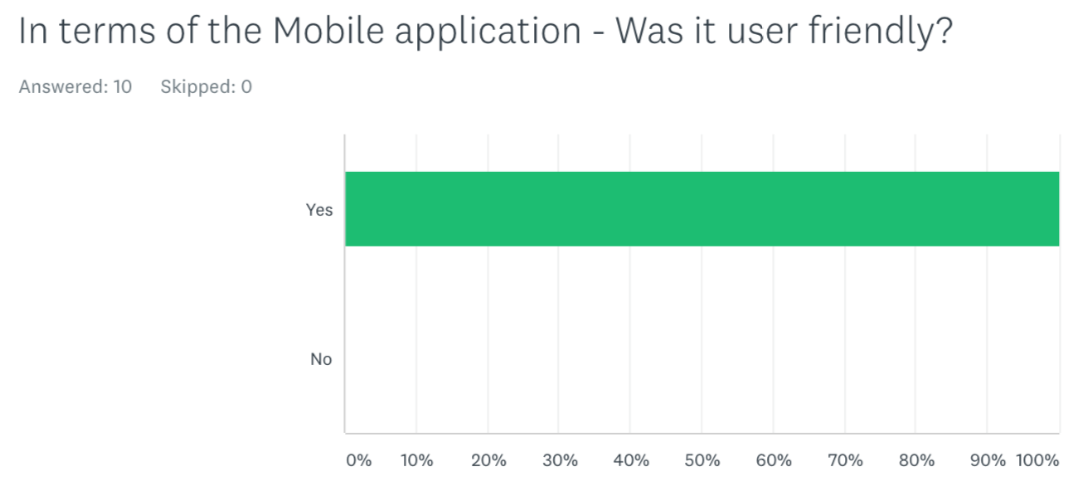 In terms of the Mobile application - Was it user friendly?
Answered: 10 Skipped: 0
Yes
No
0% 10% 20% 30% 40% 50% 60% 70% 80% 90% 100%